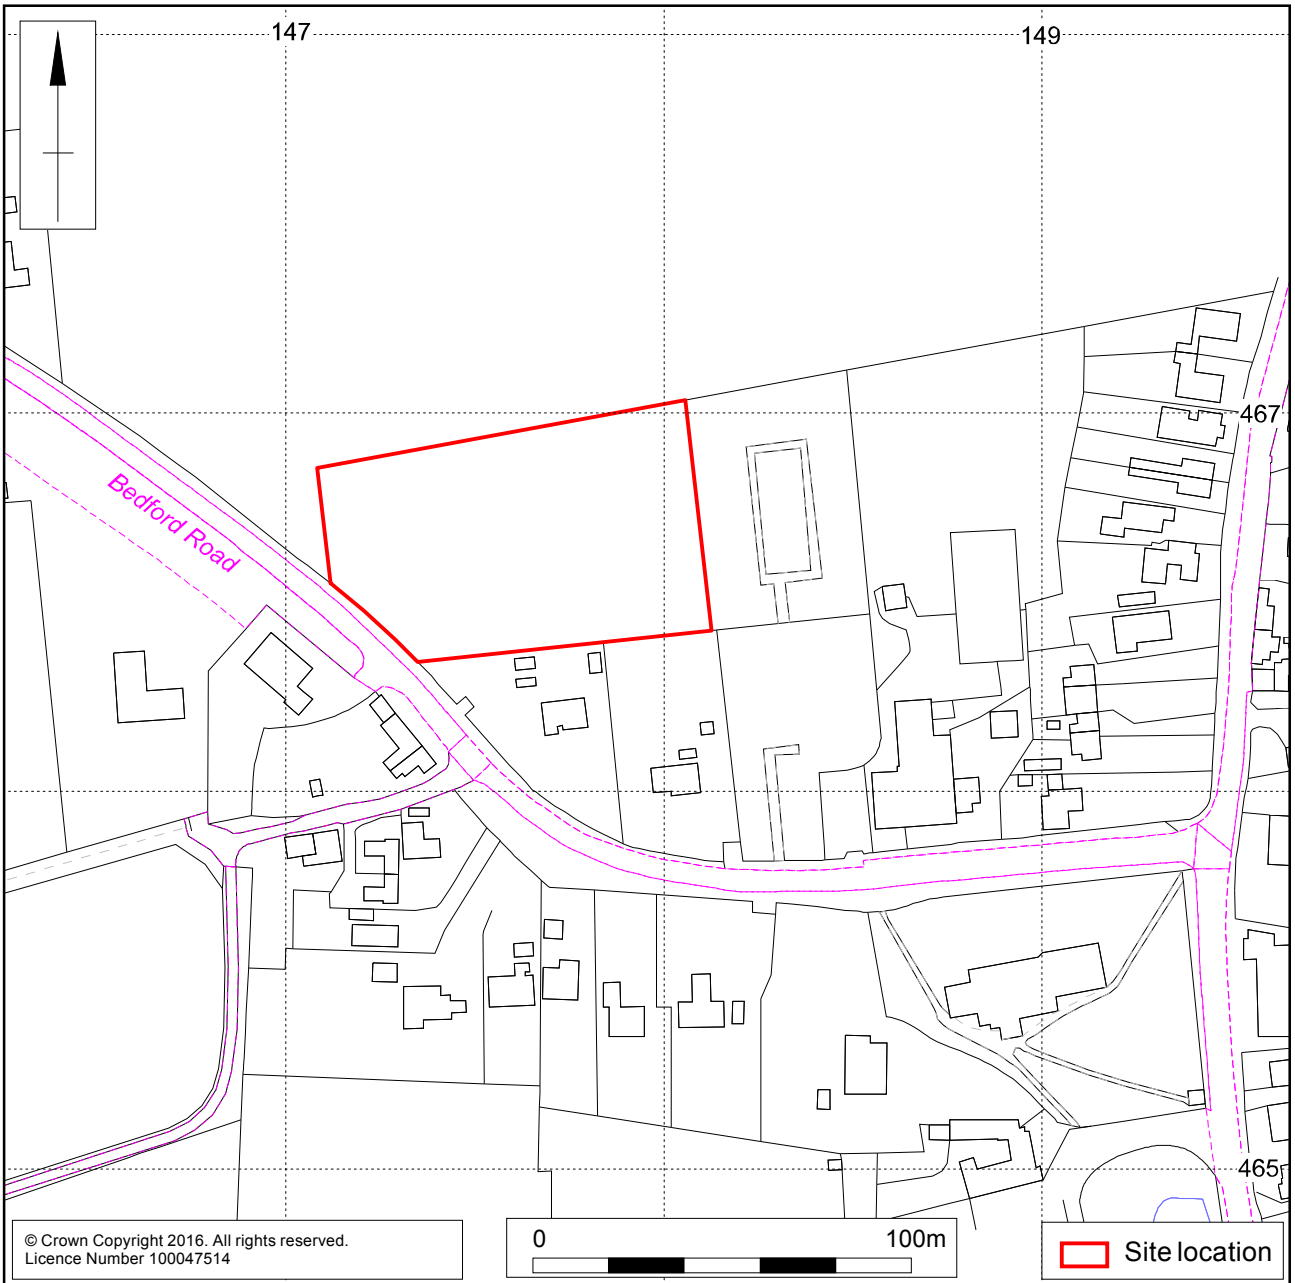 147
149
467
Bedford Road
465
© Crown Copyright 2016. All rights reserved.
Licence Number 100047514
0 100m
Site location